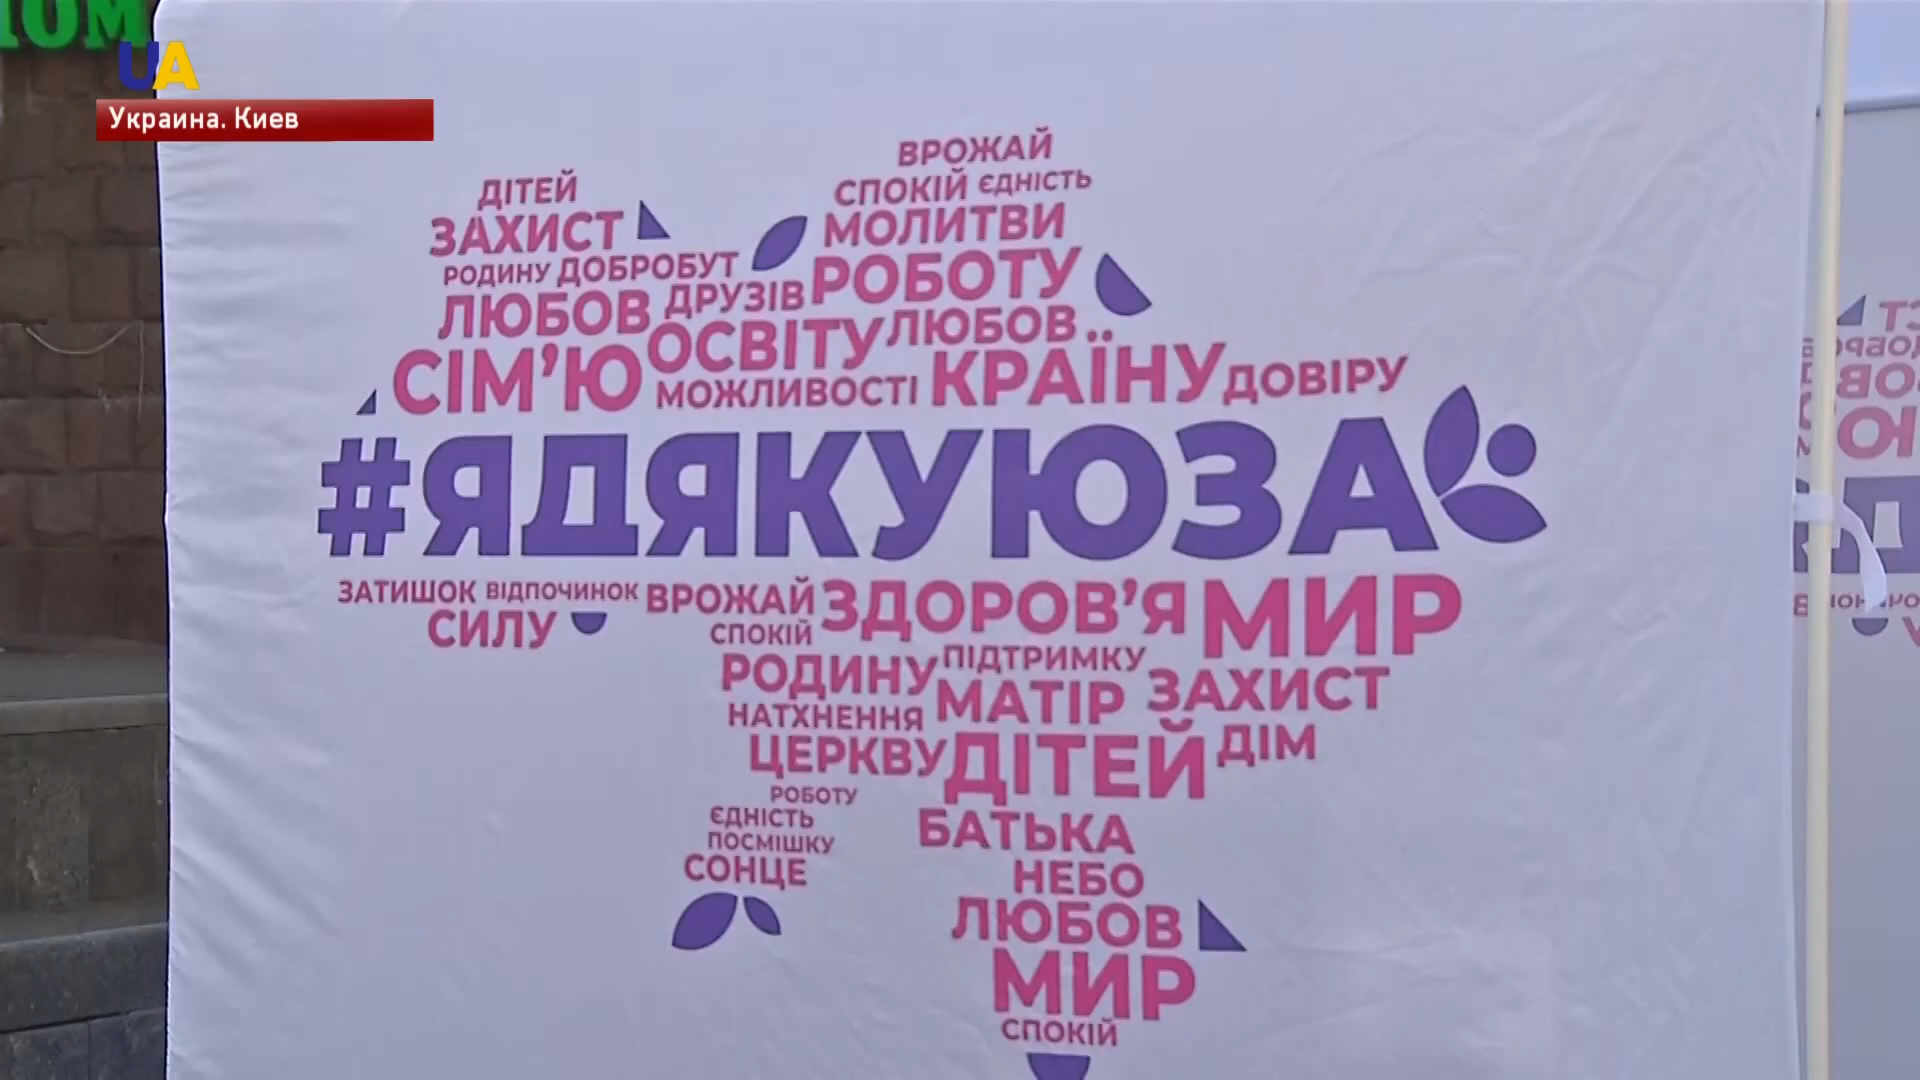 UA
Украина. Киев
ВРОЖАЙ
ДІТЕЙ СПОКІЙ ЄДНІСТЬ
ЗАХИСТ МОЛИТВИ
РОДИНУ ДОБРОБУТ РОБОТУ
ЛЮБОВ ДРУЗІВ
ОСВІТУ ЛЮБОВ
СІМ’Ю МОЖЛИВОСТІ КРАЇНУ ДОВІРУ
#ЯДЯКУЮЗА
ЗАТИШОК ВІДПОЧИНОК ВРОЖАЙ ЗДОРОВ’Я МИР
СИЛУ СПОКІЙ
РОДИНУ ПІДТРИМКУ
МАТІР ЗАХИСТ
НАТХНЕННЯ
ЦЕРКВУ ДІТЕЙ ДІМ
РОБОТУ
ЄДНІСТЬ
ПОСМІШКУ БАТЬКА
СОНЦЕ НЕБО
ЛЮБОВ
МИР
СПОКІЙ